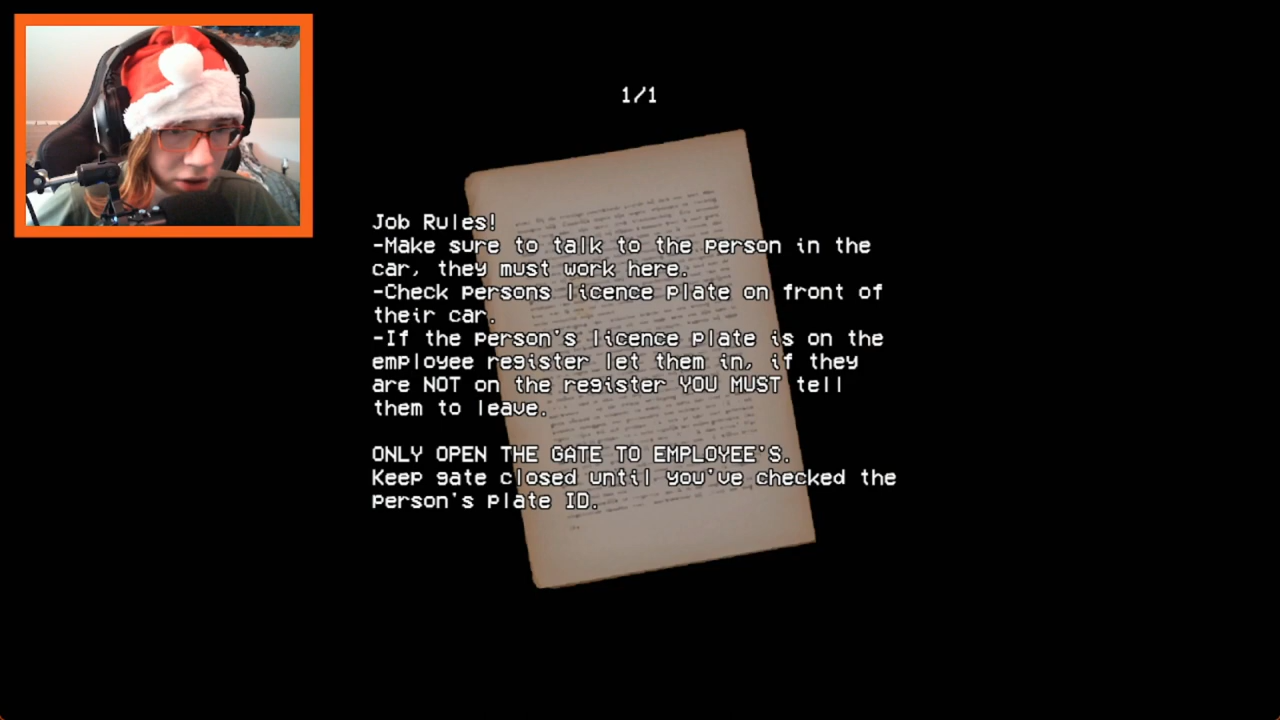 1/1
Job Rules!
-Make sure to talk to the person in the
car, they must work here.
-Check persons licence plate on front of
their car.
-If the person's licence plate is on the
employee register let them in, if they
are NOT on the register YOU MUST tell
them to leave.
ONLY OPEN THE GATE TO EMPLOYEE'S.
Keep gate closed until you've checked the
person's plate ID.